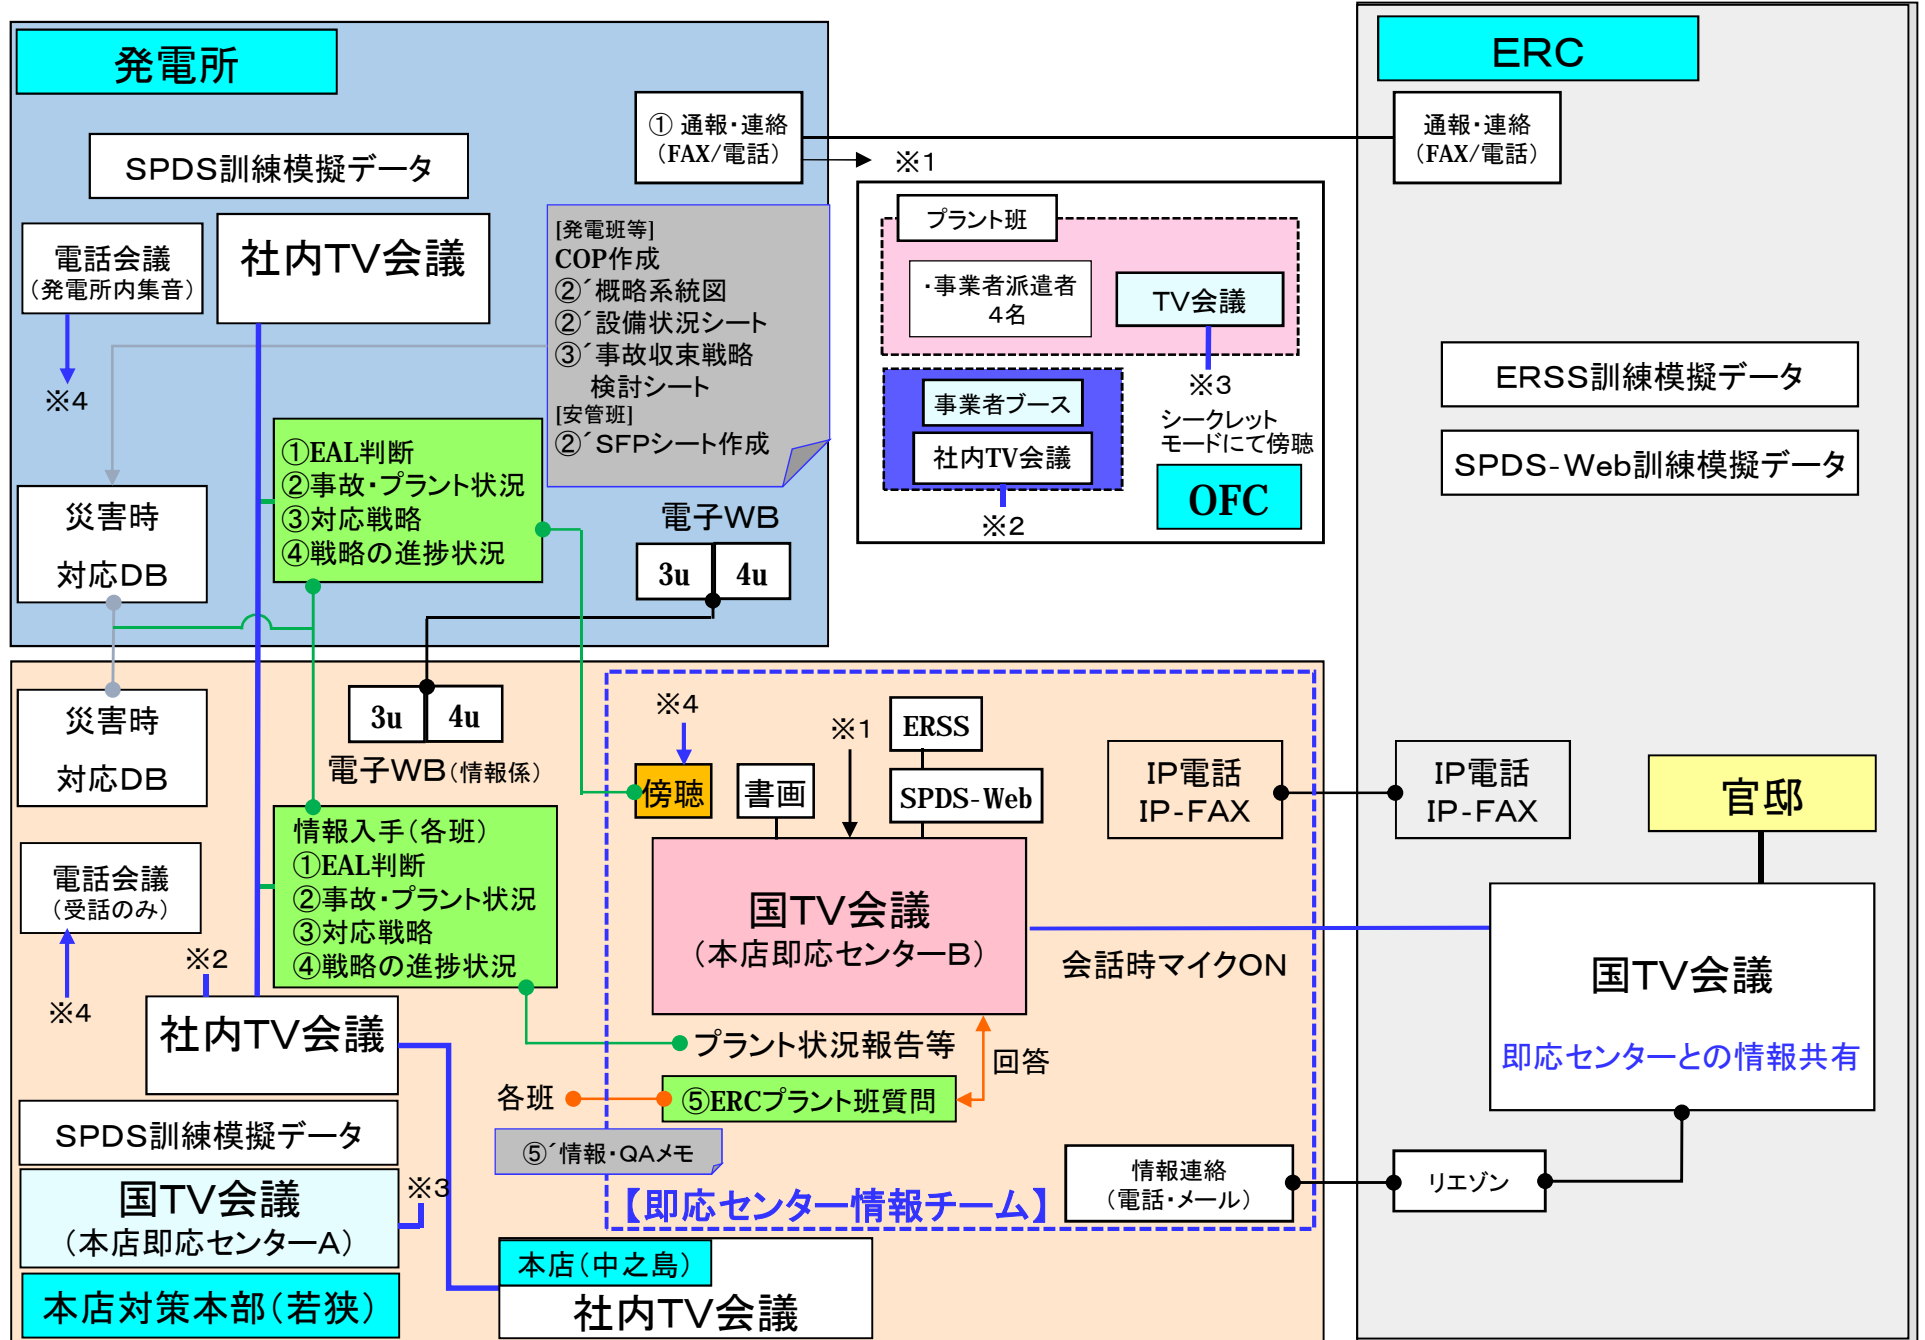 発電所
SPDS訓練模擬データ
電話会議
（発電所内集音）
※4
社内TV会議
① 通報・連絡
（FAX/電話）
※1
[発電班等]
COP作成
②´概略系統図
②´設備状況シート
③´事故収束戦略
検討シート
[安管班]
②´SFPシート作成
①EAL判断
②事故・プラント状況
③対応戦略
④戦略の進捗状況
災害時
対応DB
電子WB
3u
4u
プラント班
・事業者派遣者
4名
TV会議
※3
シークレット
モードにて傍聴
事業者ブース
社内TV会議
※2
OFC
ERC
通報・連絡
（FAX/電話）
ERSS訓練模擬データ
SPDS-Web訓練模擬データ
IP電話
IP-FAX
官邸
国TV会議
即応センターとの情報共有
リエゾン
災害時
対応DB
3u
4u
電子WB（情報係）
※4
傍聴
書画
※1
ERSS
SPDS-Web
IP電話
IP-FAX
情報入手（各班）
①EAL判断
②事故・プラント状況
③対応戦略
④戦略の進捗状況
電話会議
（受話のみ）
※4
※2
社内TV会議
国TV会議
（本店即応センターB）
会話時マイクON
プラント状況報告等
回答
各班
⑤ERCプラント班質問
⑤´情報・QAメモ
【即応センター情報チーム】
情報連絡
（電話・メール）
SPDS訓練模擬データ
国TV会議
（本店即応センターA）
※3
本店対策本部（若狭）
本店（中之島）
社内TV会議